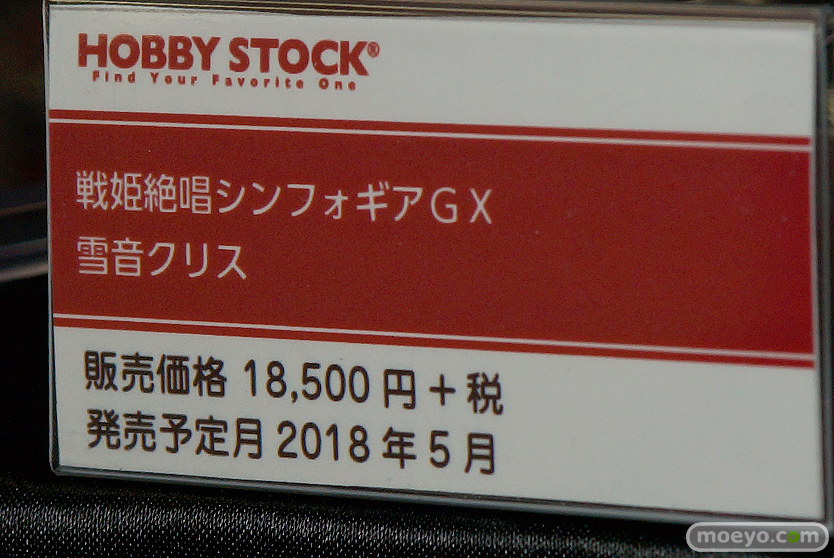 HOBBY STOCK®
Find Your Favorite One
戦姫絶唱シンフォギアＧＸ
雪音クリス
販売価格 18,500 円＋税
発売予定月 2018 年 5 月
moeyo.com